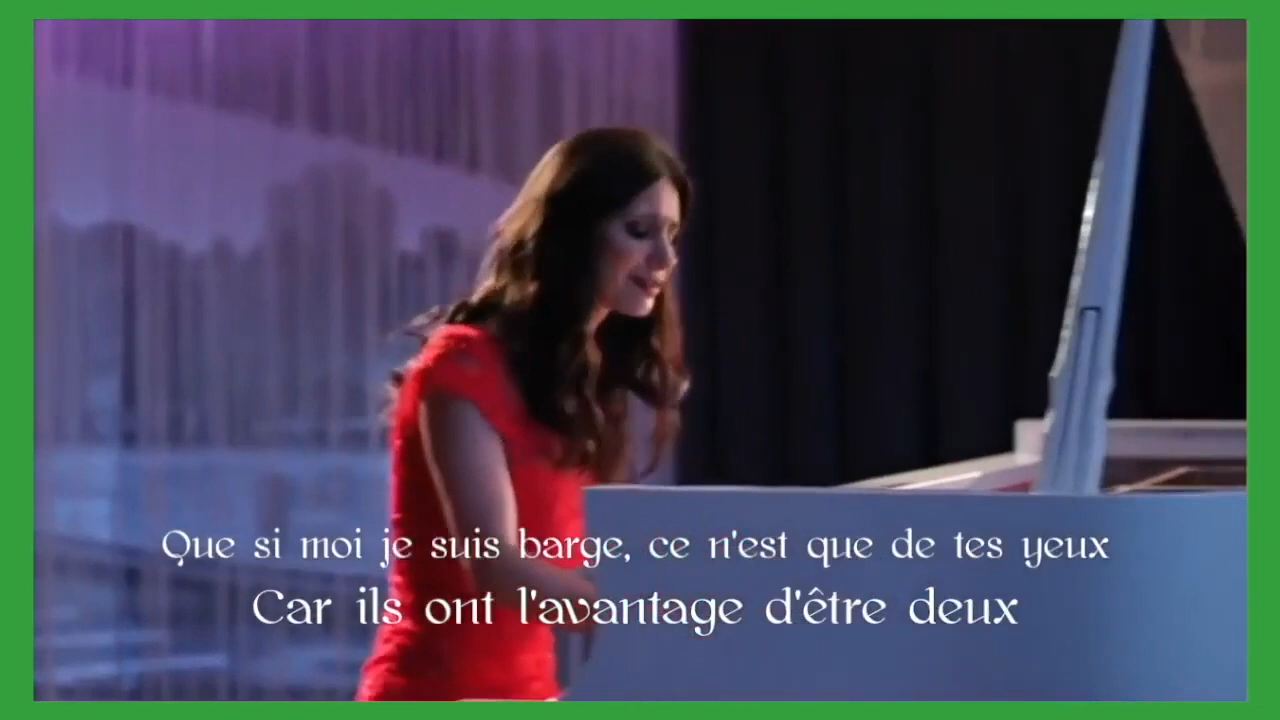 Que si moi je suis barge, ce n'est que de tes yeux
Car ils ont l'avantage d'être deux